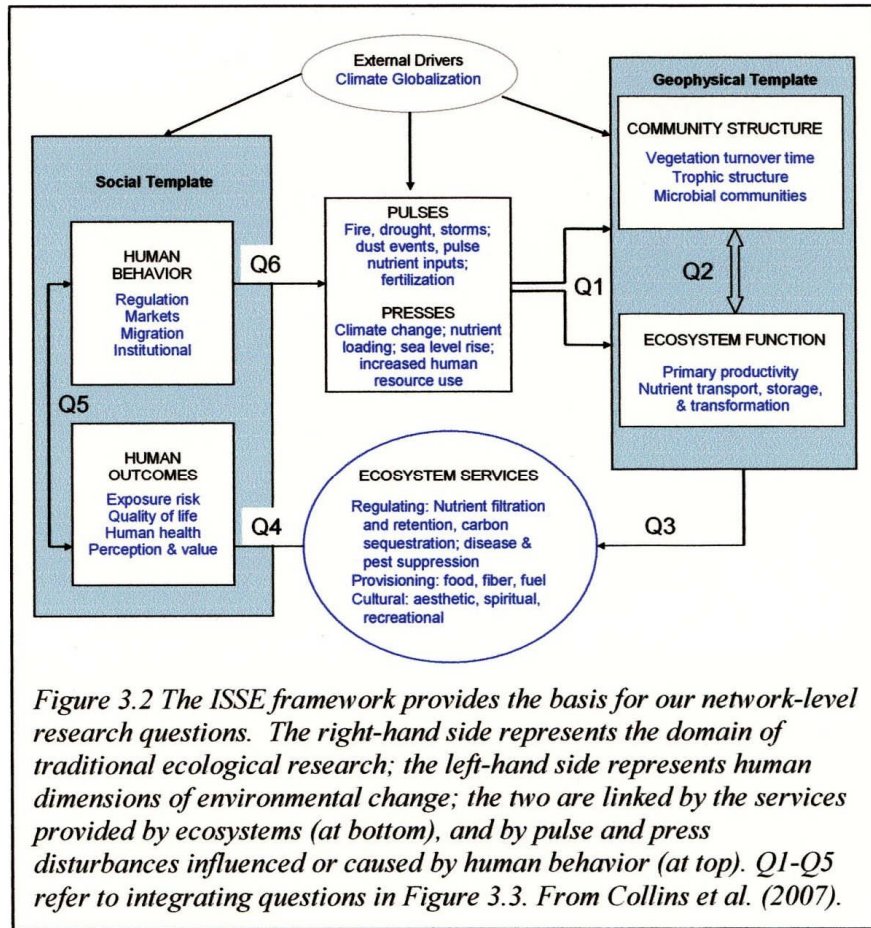 External Drivers
Climate Globalization
Geophysical Template
COMMUNITY STRUCTURE
Vegetation turnover time
Trophic structure
Microbial communities
Social Template
HUMAN
BEHAVIOR
Regulation
Markets
Migration
Institutional
Q6
PULSES
Fire, drought, storms;
dust events, pulse
nutrient inputs;
fertilization
PRESSES
Climate change; nutrient
loading; sea level rise;
increased human
resource use
Q1
Q2
ECOSYSTEM FUNCTION
Primary productivity
Nutrient transport, storage,
& transformation
Q5
HUMAN
OUTCOMES
Exposure risk
Quality of life
Human health
Perception & value
Q4
ECOSYSTEM SERVICES
Regulating: Nutrient filtration
and retention, carbon
sequestration; disease &
pest suppression
Provisioning: food, fiber, fuel
Cultural: aesthetic, spiritual,
recreational
Q3
Figure 3.2 The ISSE framework provides the basis for our network-level
research questions. The right-hand side represents the domain of
traditional ecological research; the left-hand side represents human
dimensions of environmental change; the two are linked by the services
provided by ecosystems (at bottom), and by pulse and press
disturbances influenced or caused by human behavior (at top). Q1-Q5
refer to integrating questions in Figure 3.3. From Collins et al. (2007).